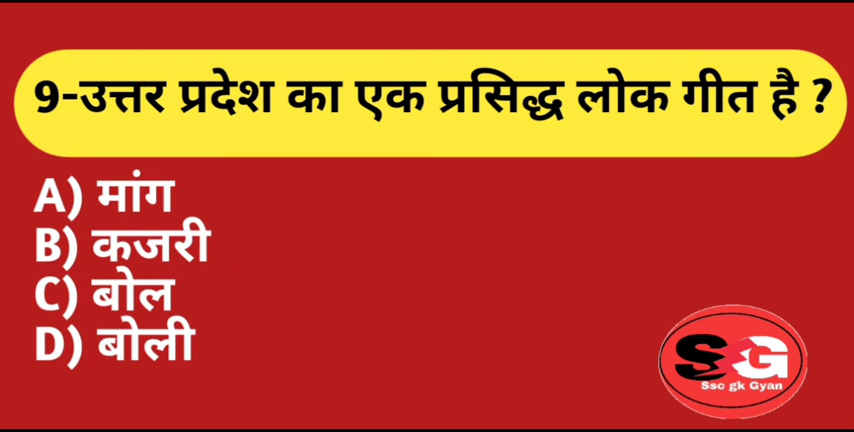 9-उत्तर प्रदेश का एक प्रसिद्ध लोक गीत है ?
A) मांग
B) कजरी
C) बोल
D) बोली
SG
Ssc gk Gyan